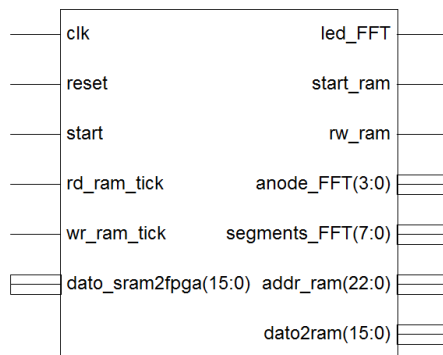 clk led_FFT
reset start_ram
start rw_ram
rd_ram_tick anode_FFT(3:0)
wr_ram_tick segments_FFT(7:0)
dato_sram2fpga(15:0) addr_ram(22:0)
dato2ram(15:0)